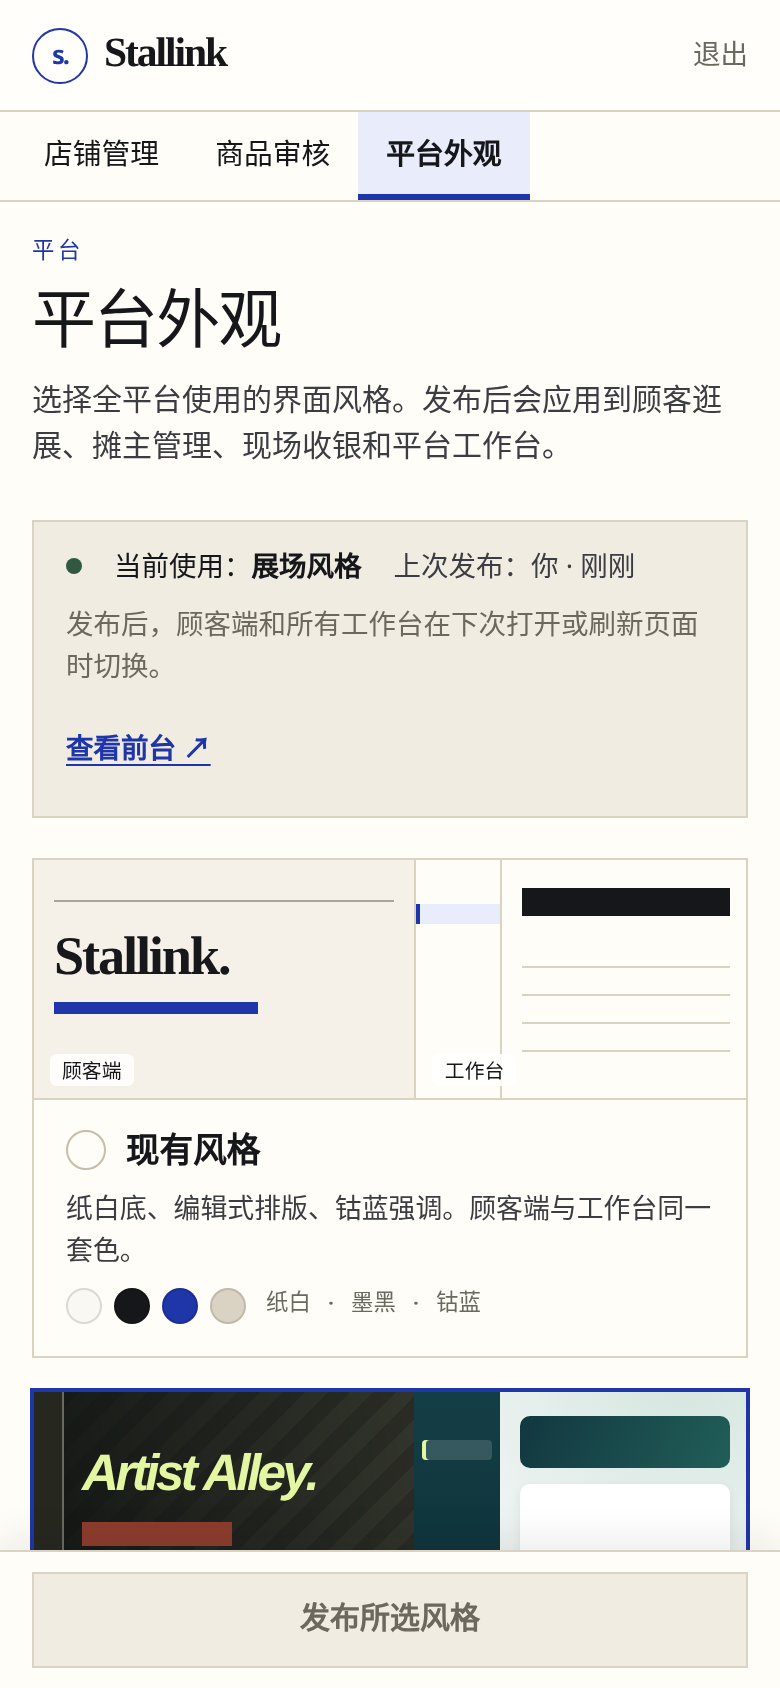 s.
Stallink
退出
店铺管理
商品审核
平台外观
平台
平台外观
选择全平台使用的界面风格。发布后会应用到顾客逛
展、摊主管理、现场收银和平台工作台。
当前使用：展场风格 上次发布：你 · 刚刚
发布后，顾客端和所有工作台在下次打开或刷新页面
时切换。
查看前台 ↗
Stallink.
顾客端
工作台
现有风格
纸白底、编辑式排版、钴蓝强调。顾客端与工作台同一
套色。
纸白 · 墨黑 · 钴蓝
Artist Alley.
发布所选风格